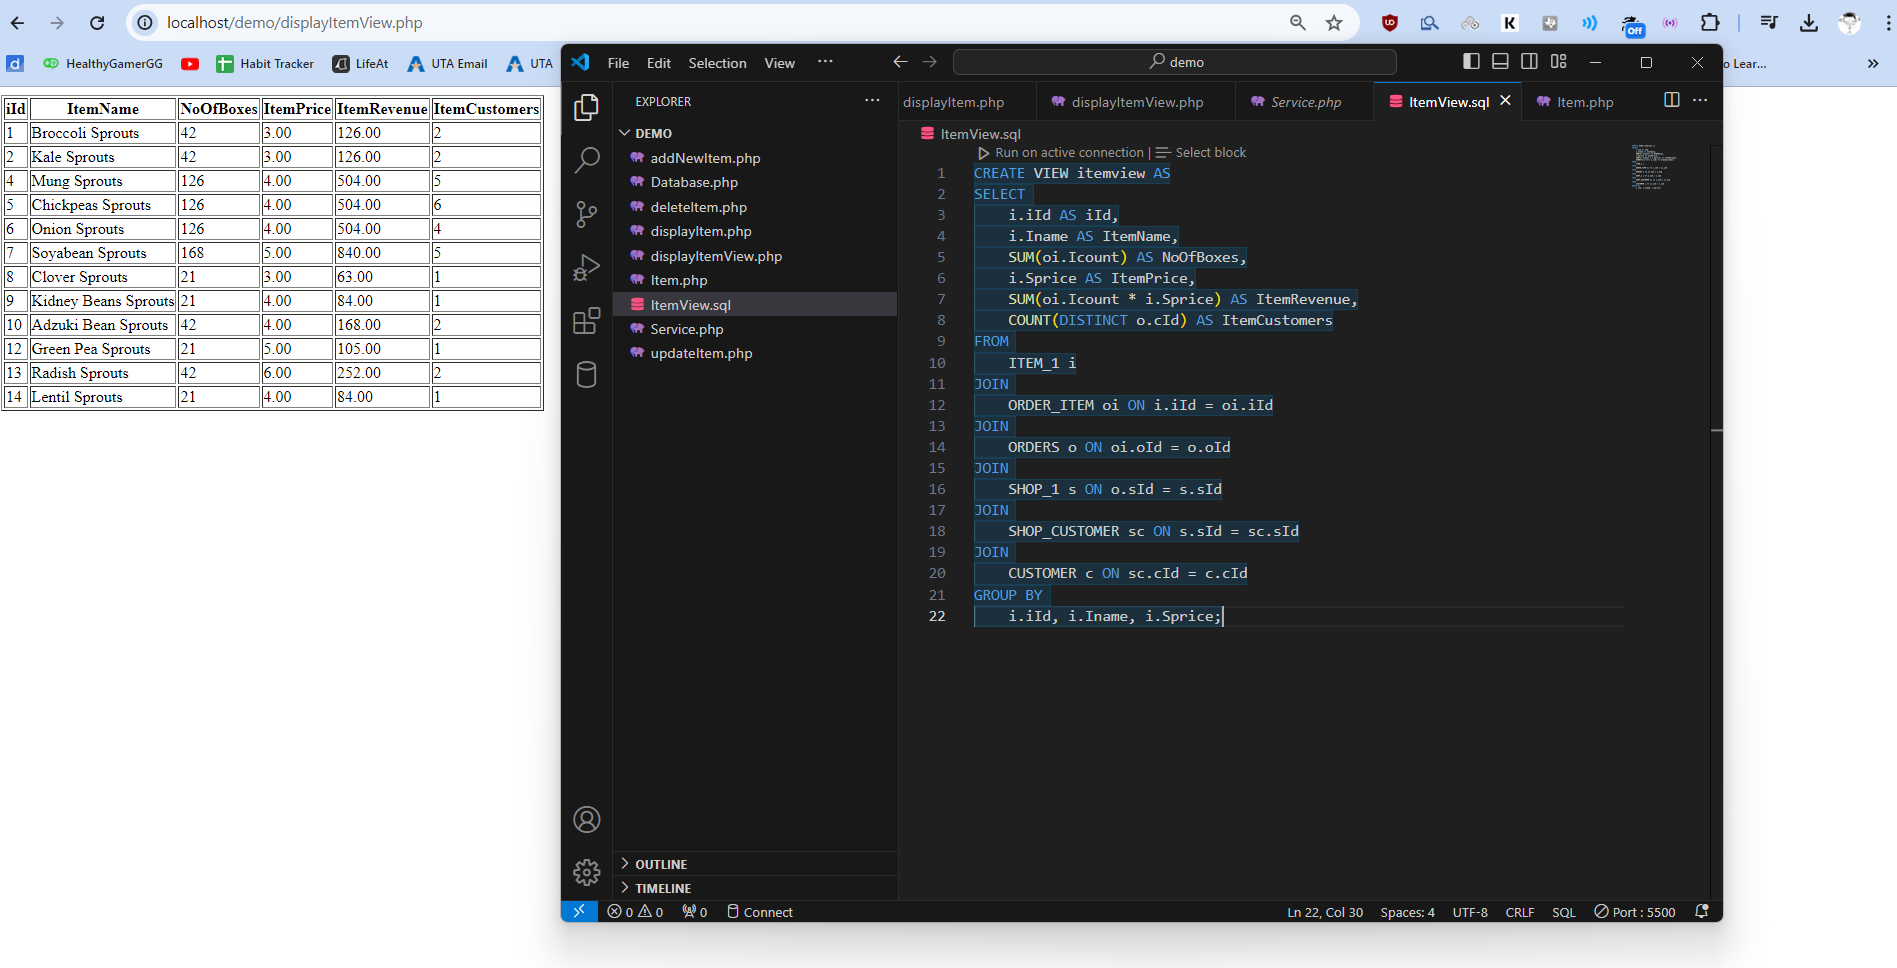 localhost/demo/displayItemView.php
Off
HealthyGamerGG Habit Tracker LifeAt UTA Email UTA
o Lear...
iId ItemName NoOfBoxes ItemPrice ItemRevenue ItemCustomers
1 Broccoli Sprouts 42 3.00 126.00 2
2 Kale Sprouts 42 3.00 126.00 2
4 Mung Sprouts 126 4.00 504.00 5
5 Chickpeas Sprouts 126 4.00 504.00 6
6 Onion Sprouts 126 4.00 504.00 4
7 Soyabean Sprouts 168 5.00 840.00 5
8 Clover Sprouts 21 3.00 63.00 1
9 Kidney Beans Sprouts 21 4.00 84.00 1
10 Adzuki Bean Sprouts 42 4.00 168.00 2
12 Green Pea Sprouts 21 5.00 105.00 1
13 Radish Sprouts 42 6.00 252.00 2
14 Lentil Sprouts 21 4.00 84.00 1
File Edit Selection View ... demo
EXPLORER
DEMO
addNewItem.php
Database.php
deleteItem.php
displayItem.php
displayItemView.php
Item.php
ItemView.sql
Service.php
updateItem.php
OUTLINE
TIMELINE
displayItem.php displayItemView.php Service.php ItemView.sql Item.php
ItemView.sql
Run on active connection | Select block
1 CREATE VIEW itemview AS
2 SELECT
3 i.iId AS iId,
4 i.Iname AS ItemName,
5 SUM(oi.Icount) AS NoOfBoxes,
6 i.Sprice AS ItemPrice,
7 SUM(oi.Icount * i.Sprice) AS ItemRevenue,
8 COUNT(DISTINCT o.cId) AS ItemCustomers
9 FROM
10 ITEM_1 i
11 JOIN
12 ORDER_ITEM oi ON i.iId = oi.iId
13 JOIN
14 ORDERS o ON oi.oId = o.oId
15 JOIN
16 SHOP_1 s ON o.sId = s.sId
17 JOIN
18 SHOP_CUSTOMER sc ON s.sId = sc.sId
19 JOIN
20 CUSTOMER c ON sc.cId = c.cId
21 GROUP BY
22 i.iId, i.Iname, i.Sprice;
0 0 0 Connect Ln 22, Col 30 Spaces: 4 UTF-8 CRLF SQL Port : 5500